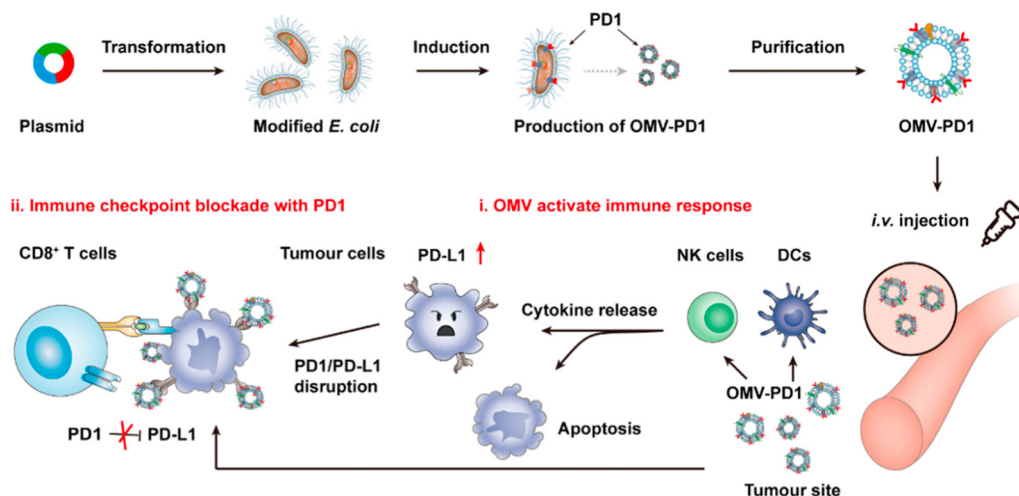 Transformation
Induction
PD1
Purification
Plasmid
Modified E. coli
Production of OMV-PD1
OMV-PD1
ii. Immune checkpoint blockade with PD1
i. OMV activate immune response
i.v. injection
CD8⁺ T cells
Tumour cells
PD-L1
NK cells
DCs
Cytokine release
PD1/PD-L1
disruption
OMV-PD1
Apoptosis
PD1
PD-L1
Tumour site